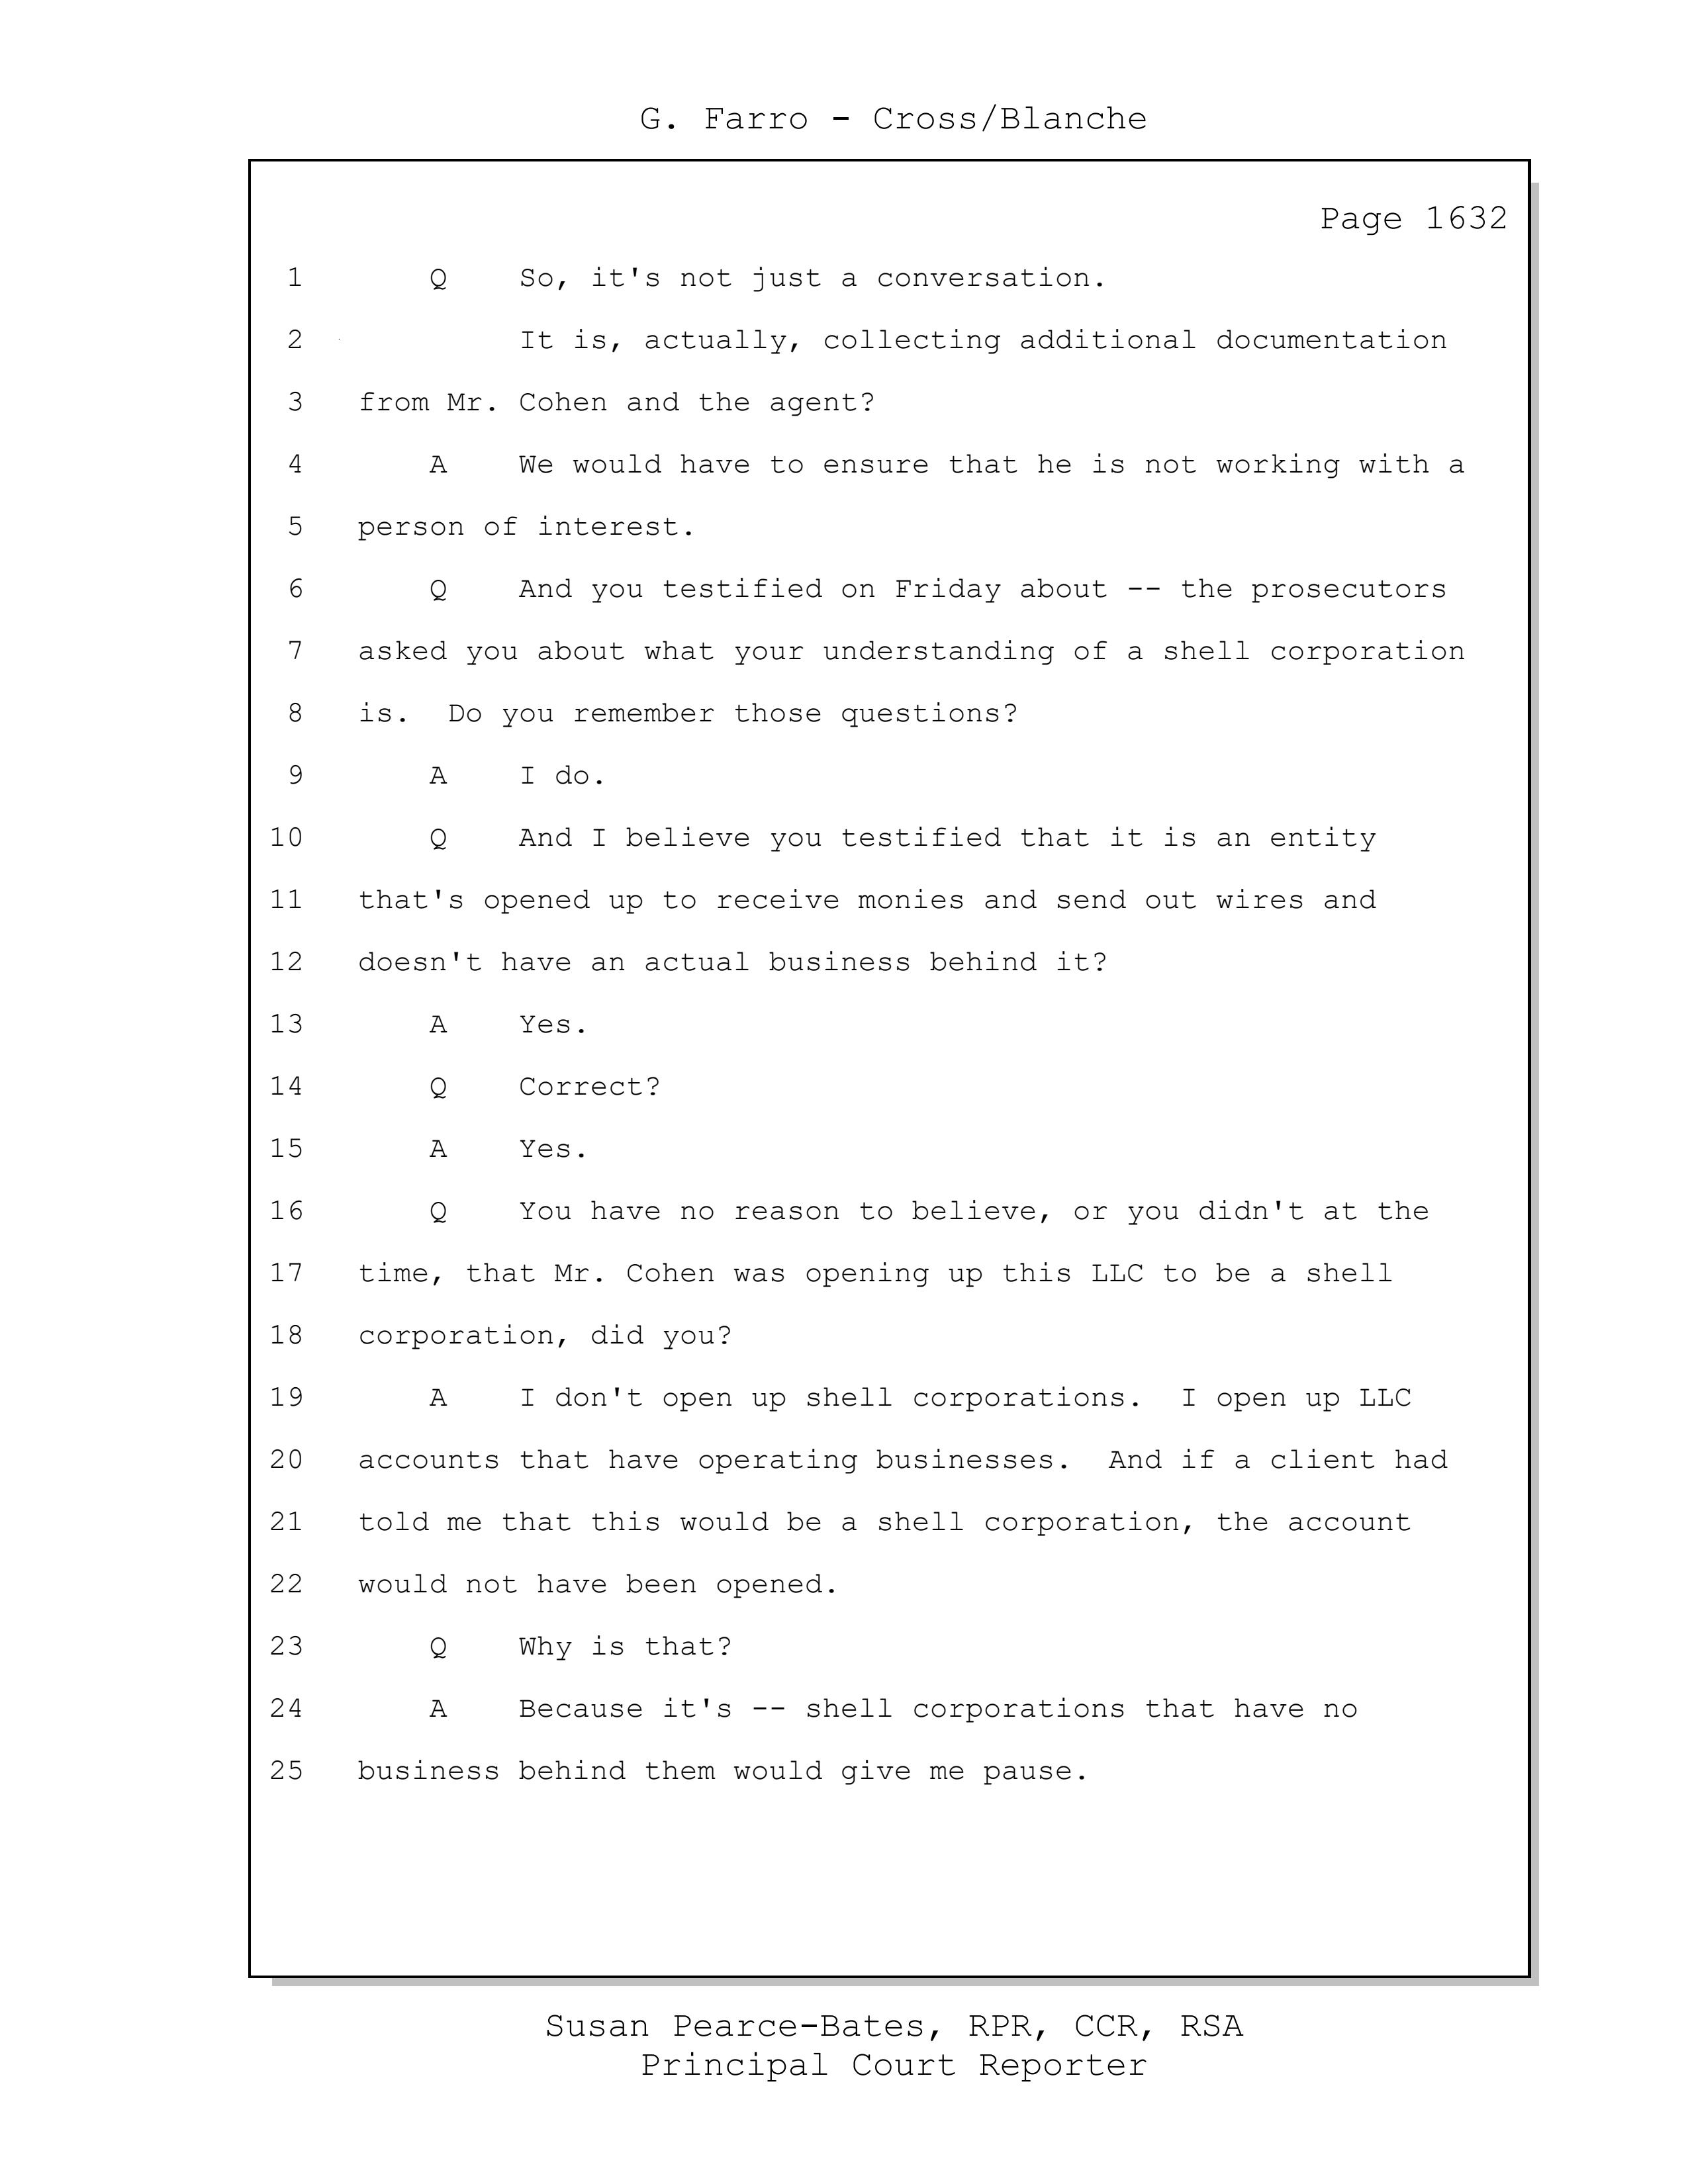 G. Farro - Cross/Blanche
Page 1632
1 Q So, it's not just a conversation.
2 It is, actually, collecting additional documentation
3 from Mr. Cohen and the agent?
4 A We would have to ensure that he is not working with a
5 person of interest.
6 Q And you testified on Friday about -- the prosecutors
7 asked you about what your understanding of a shell corporation
8 is. Do you remember those questions?
9 A I do.
10 Q And I believe you testified that it is an entity
11 that's opened up to receive monies and send out wires and
12 doesn't have an actual business behind it?
13 A Yes.
14 Q Correct?
15 A Yes.
16 Q You have no reason to believe, or you didn't at the
17 time, that Mr. Cohen was opening up this LLC to be a shell
18 corporation, did you?
19 A I don't open up shell corporations. I open up LLC
20 accounts that have operating businesses. And if a client had
21 told me that this would be a shell corporation, the account
22 would not have been opened.
23 Q Why is that?
24 A Because it's -- shell corporations that have no
25 business behind them would give me pause.
Susan Pearce-Bates, RPR, CCR, RSA
Principal Court Reporter